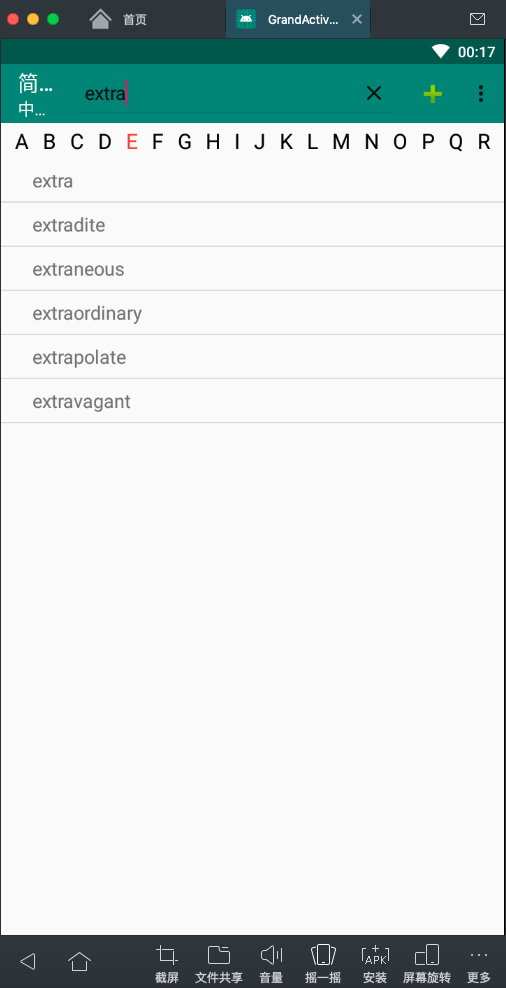 首页
GrandActiv...
00:17
简...
中...
extra
A B C D E F G H I J K L M N O P Q R
extra
extradite
extraneous
extraordinary
extrapolate
extravagant
APK
截屏 文件共享 音量 摇一摇 安装 屏幕旋转 更多